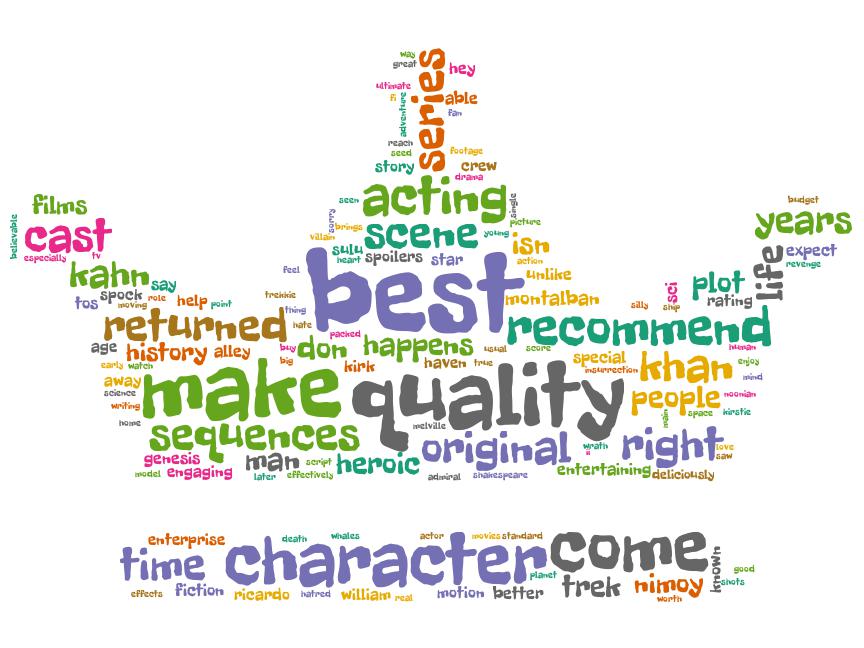 way
great
series
hey
ultimate
fi
able
adventure
fan
reach
seed
footage
story
crew
drama
films
seen
acting
single
budget
believable
cast
sorry
brings
scene
young
picture
years
villain
isn
especially
tv
sulu
heart
spoilers
star
action
life
expect
revenge
kahn
say
feel
best
unlike
sci
plot
tos
spock
moving
role
help
point
trekkie
montalban
silly
ship
rating
returned
thing
hate
recommend
packed
age
history
alley
buy
don
happens
usual
score
human
big
kirk
haven
true
special
insurrection
khan
enjoy
early
watch
away
science
make
quality
mind
people
noonian
writing
main
space
kirstie
home
melville
sequences
original
wrath
ii
right
love
saw
genesis
man
script
heroic
model
engaging
later
effectively
admiral
shakespeare
entertaining
deliciously
enterprise
death
whales
actor
movies
standard
time
character
come
known
planet
good
shots
effects
fiction
ricardo
hatred
william
real
motion
better
trek
nimoy
worth